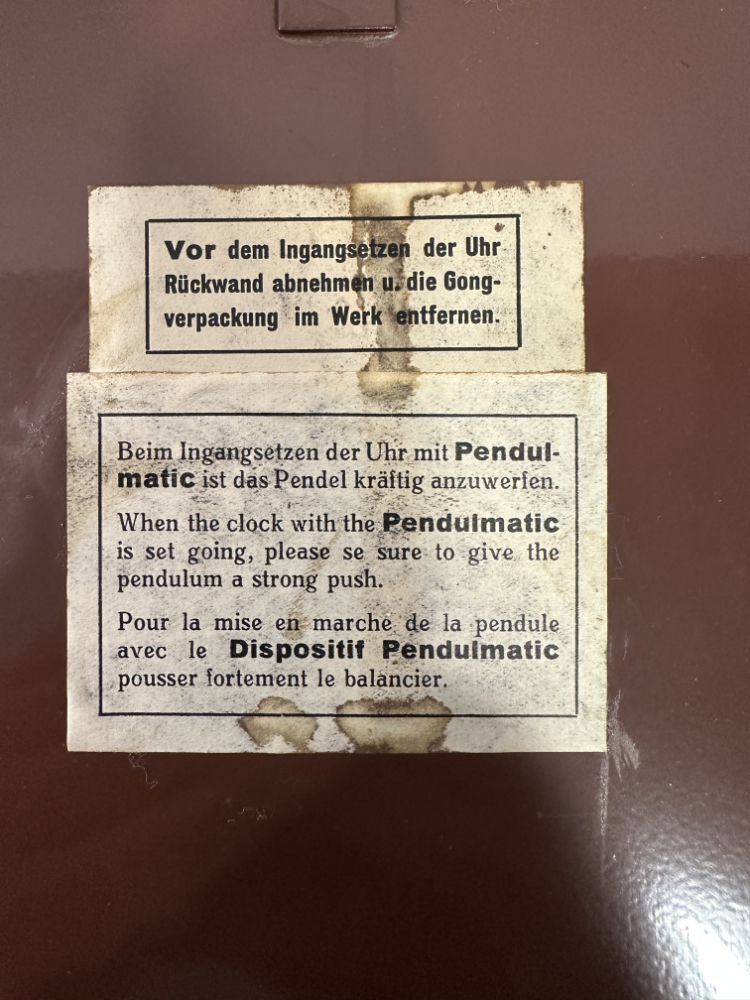 Vor dem Ingangsetzen der Uhr
Rückwand abnehmen u. die Gong-
verpackung im Werk entfernen.
Beim Ingangsetzen der Uhr mit Pendul-
matic ist das Pendel kräftig anzuwerfen.
When the clock with the Pendulmatic
is set going, please se sure to give the
pendulum a strong push.
Pour la mise en marche de la pendule
avec le Dispositif Pendulmatic
pousser fortement le balancier.